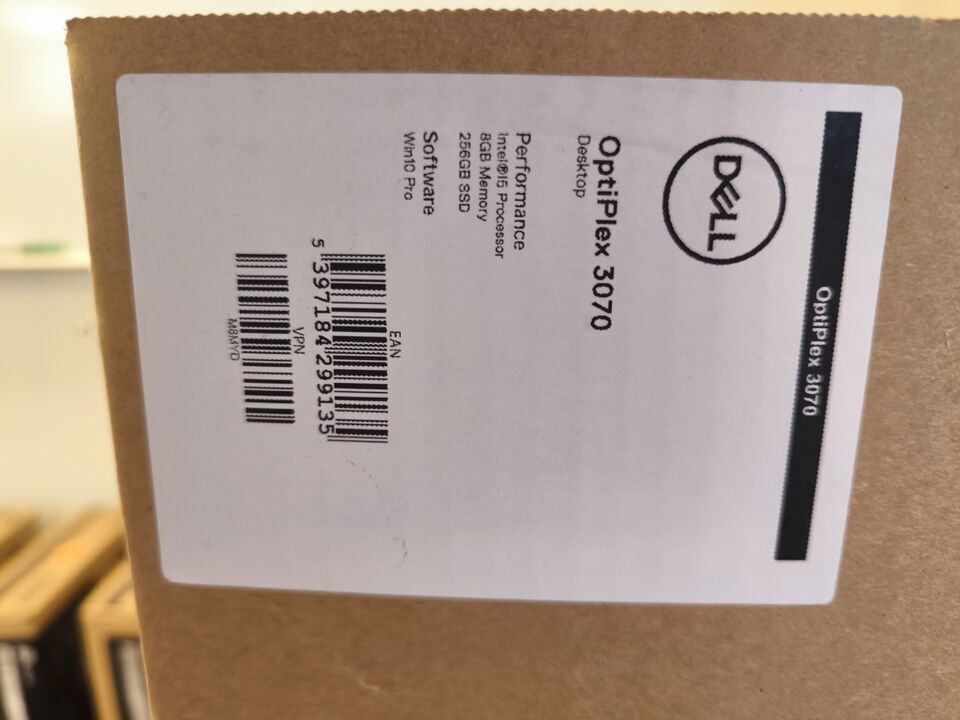 OptiPlex 3070
DELL
OptiPlex 3070
Desktop
Performance
Intel®i5 Processor
8GB Memory
256GB SSD
Software
Win10 Pro
EAN
5 397184 299135
VPN
M8MYD